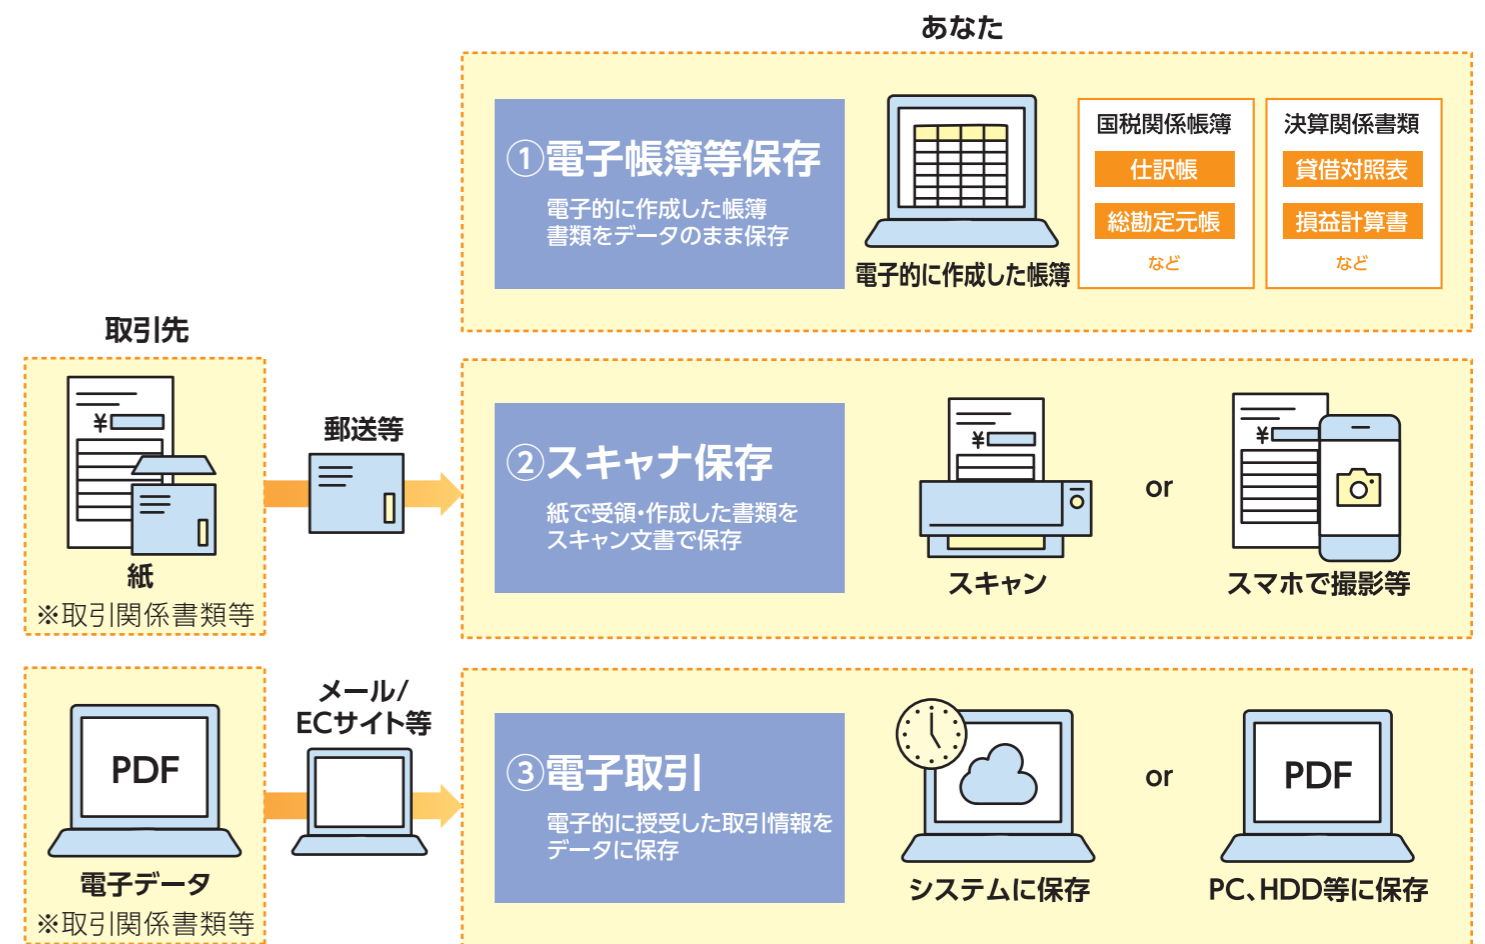 あなた
①電子帳簿等保存
電子的に作成した帳簿
書類をデータのまま保存
電子的に作成した帳簿
国税関係帳簿
仕訳帳
総勘定元帳
など
決算関係書類
貸借対照表
損益計算書
など
取引先
¥
紙
※取引関係書類等
郵送等
②スキャナ保存
紙で受領・作成した書類を
スキャン文書で保存
¥
スキャン
or
¥
スマホで撮影等
PDF
電子データ
※取引関係書類等
メール/
ECサイト等
③電子取引
電子的に授受した取引情報を
データに保存
システムに保存
or
PDF
PC、HDD等に保存